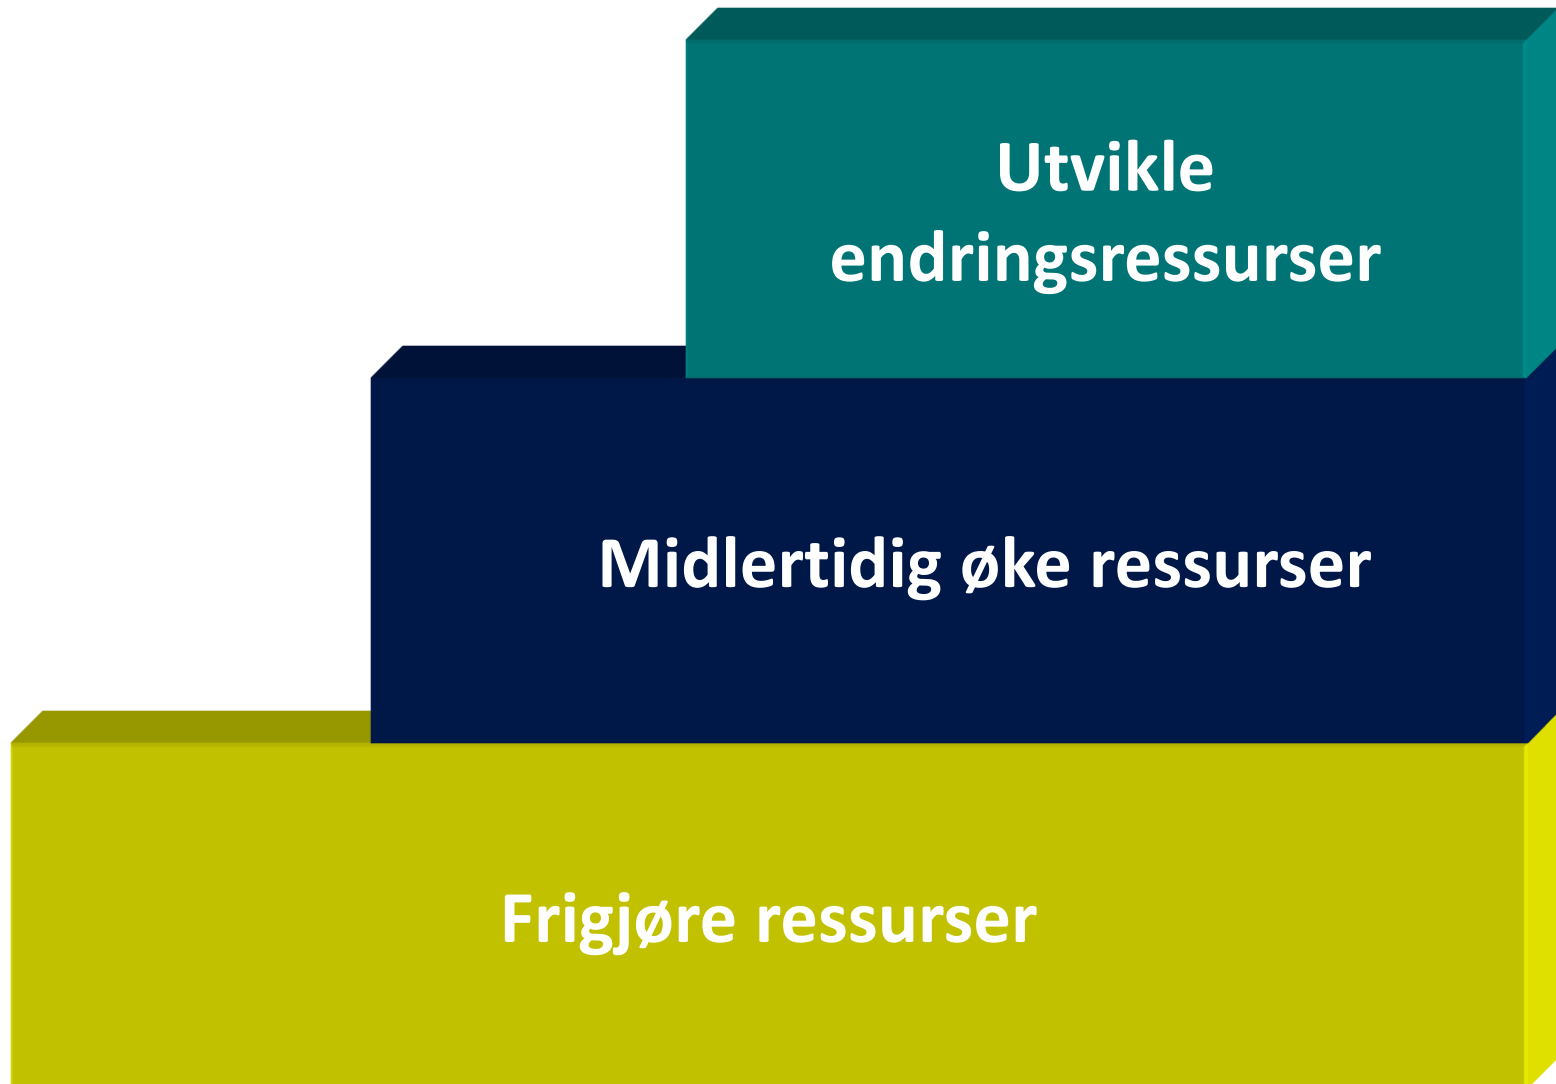 Utvikle
endringsressurser
Midlertidig øke ressurser
Frigjøre ressurser